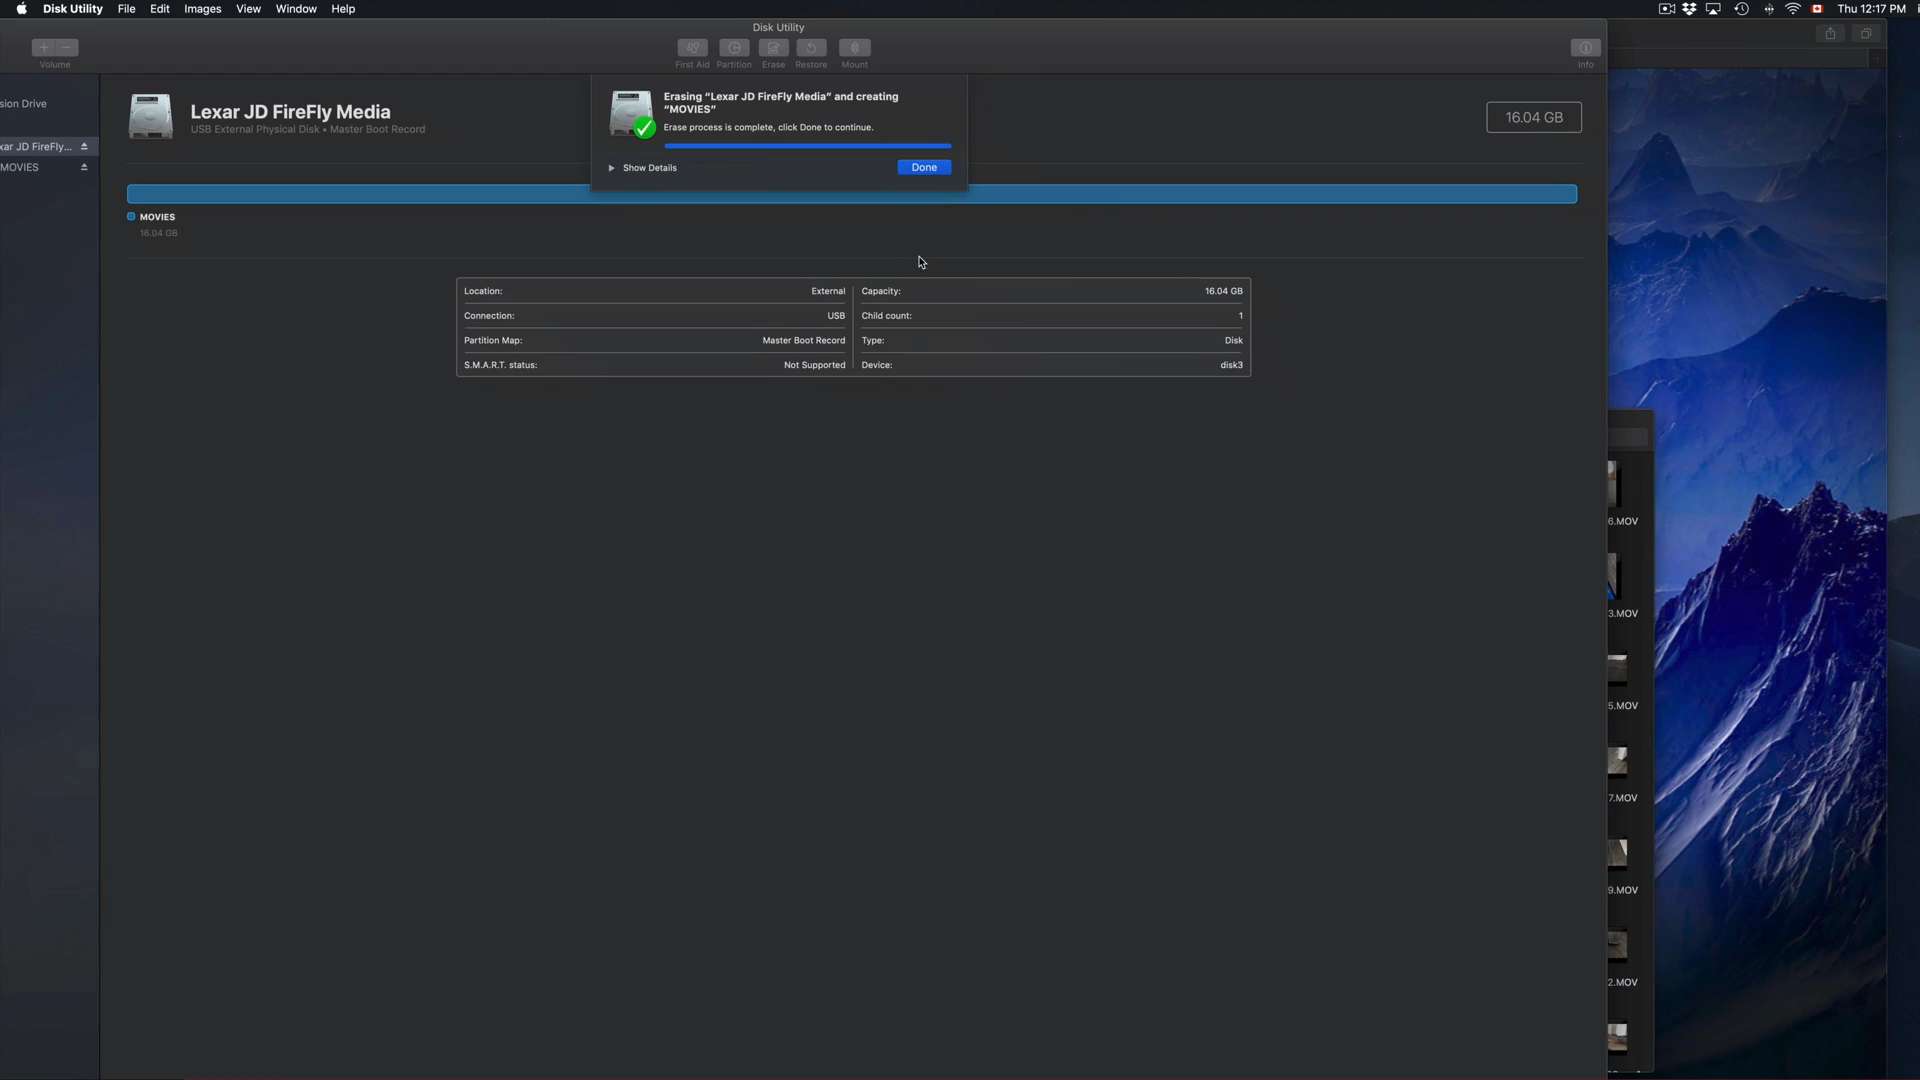 Disk Utility File Edit Images View Window Help Thu 12:17 PM
Disk Utility
Volume First Aid Partition Erase Restore Mount Info
sion Drive
xar JD FireFly...
MOVIES
Lexar JD FireFly Media
USB External Physical Disk • Master Boot Record
Erasing “Lexar JD FireFly Media” and creating
“MOVIES”
Erase process is complete, click Done to continue.
Show Details Done
16.04 GB
MOVIES
16.04 GB
Location: External Capacity: 16.04 GB
Connection: USB Child count: 1
Partition Map: Master Boot Record Type: Disk
S.M.A.R.T. status: Not Supported Device: disk3
6.MOV
3.MOV
5.MOV
7.MOV
9.MOV
2.MOV